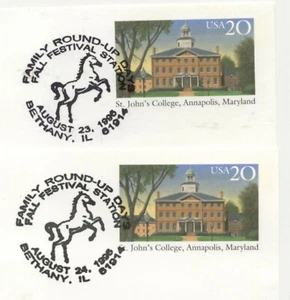 FAMILY ROUND-UP DAYS
FALL FESTIVAL STATION
AUGUST 23, 1996
BETHANY, IL 61914
USA 20
St. John's College, Annapolis, Maryland
FAMILY ROUND-UP DAYS
FALL FESTIVAL STATION
AUGUST 24, 1996
BETHANY, IL 61914
USA 20
St. John's College, Annapolis, Maryland